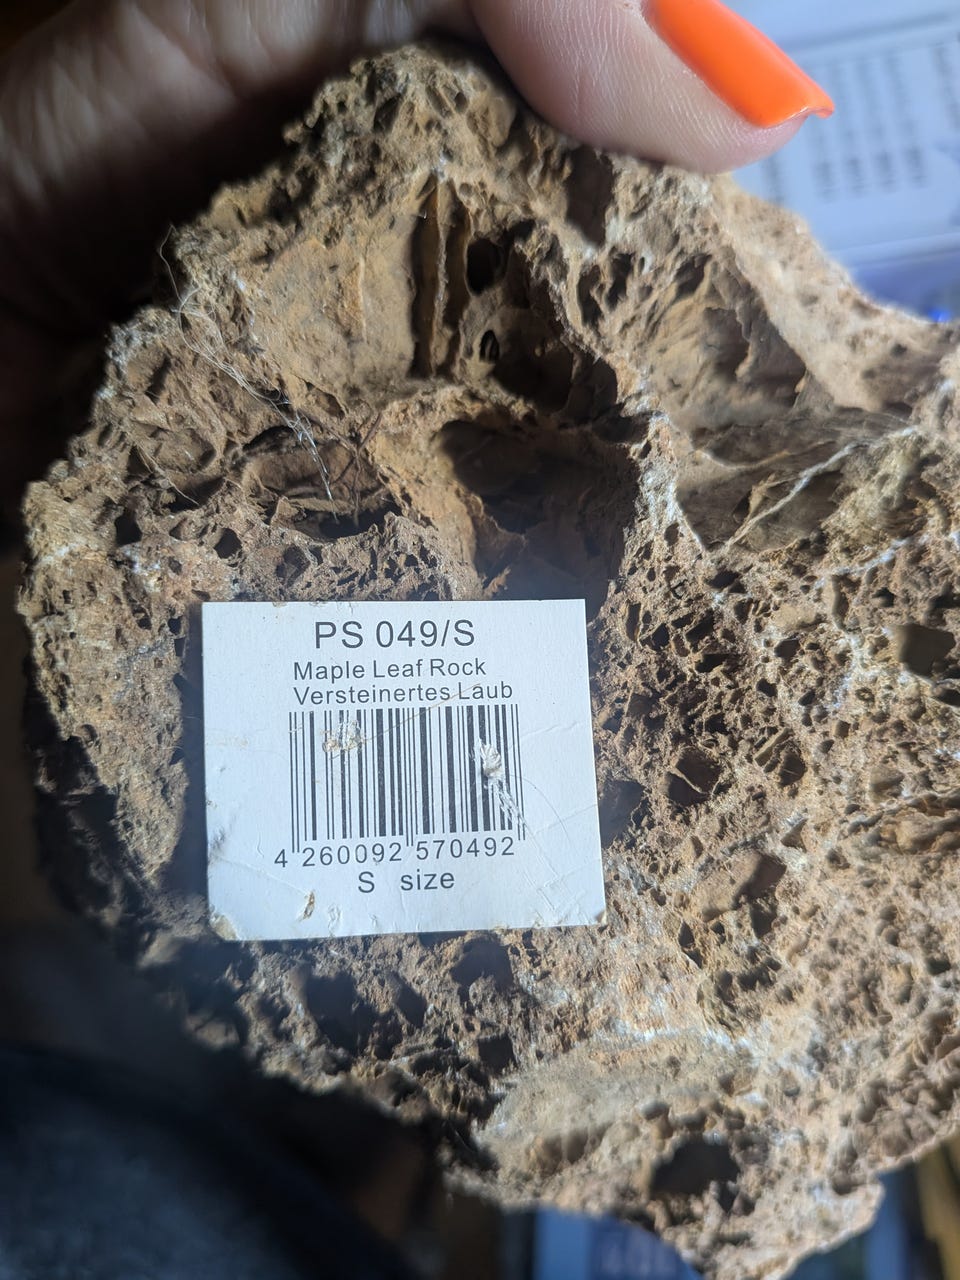 PS 049/S
Maple Leaf Rock
Versteinertes Laub
4 260092 570492
S size